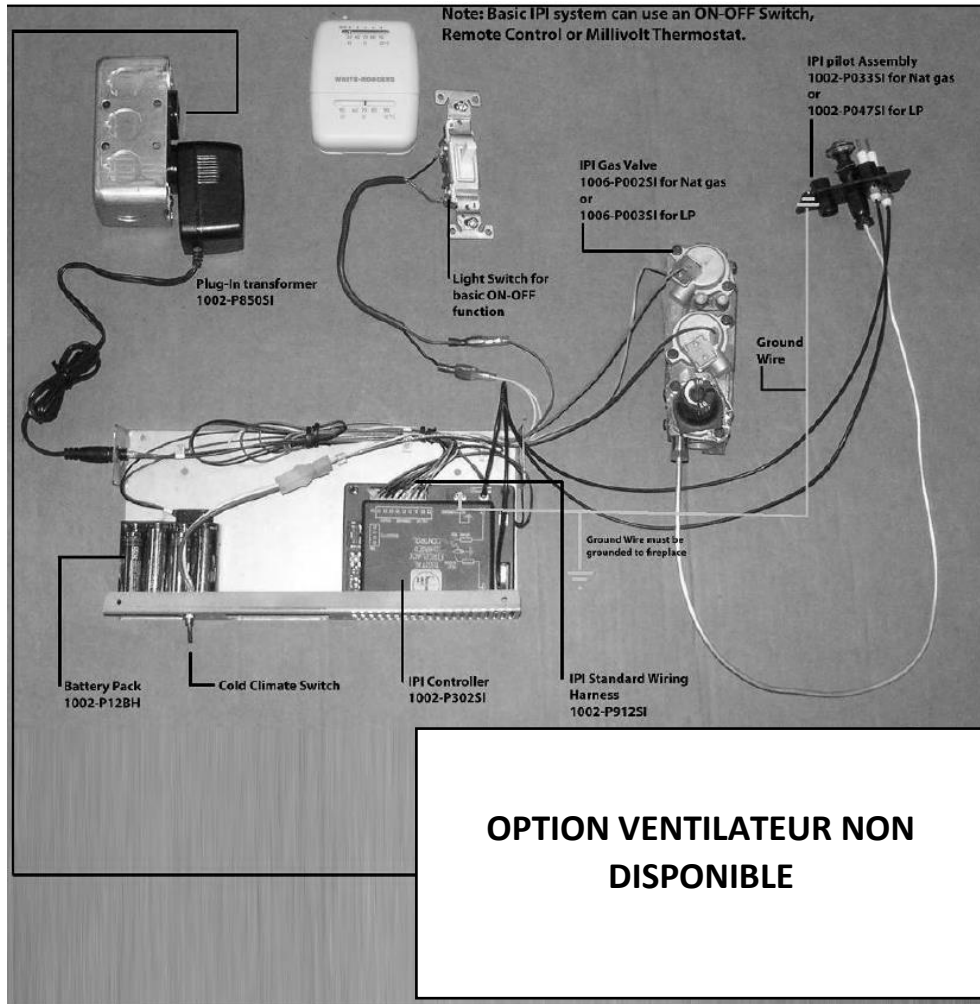 Note: Basic IPI system can use an ON-OFF Switch,
Remote Control or Millivolt Thermostat.
WHITE-RODGERS
IPI pilot Assembly
1002-P033SI for Nat gas
or
1002-P047SI for LP
IPI Gas Valve
1006-P002SI for Nat gas
or
1006-P003SI for LP
Plug-In transformer
1002-P850SI
Light Switch for
basic ON-OFF
function
Ground
Wire
Ground Wire must be
grounded to fireplace
DIGITAL
FIREPLACE
BURNER
CONTROL
Battery Pack
1002-P12BH
Cold Climate Switch
IPI Controller
1002-P302SI
IPI Standard Wiring
Harness
1002-P912SI
OPTION VENTILATEUR NON
DISPONIBLE